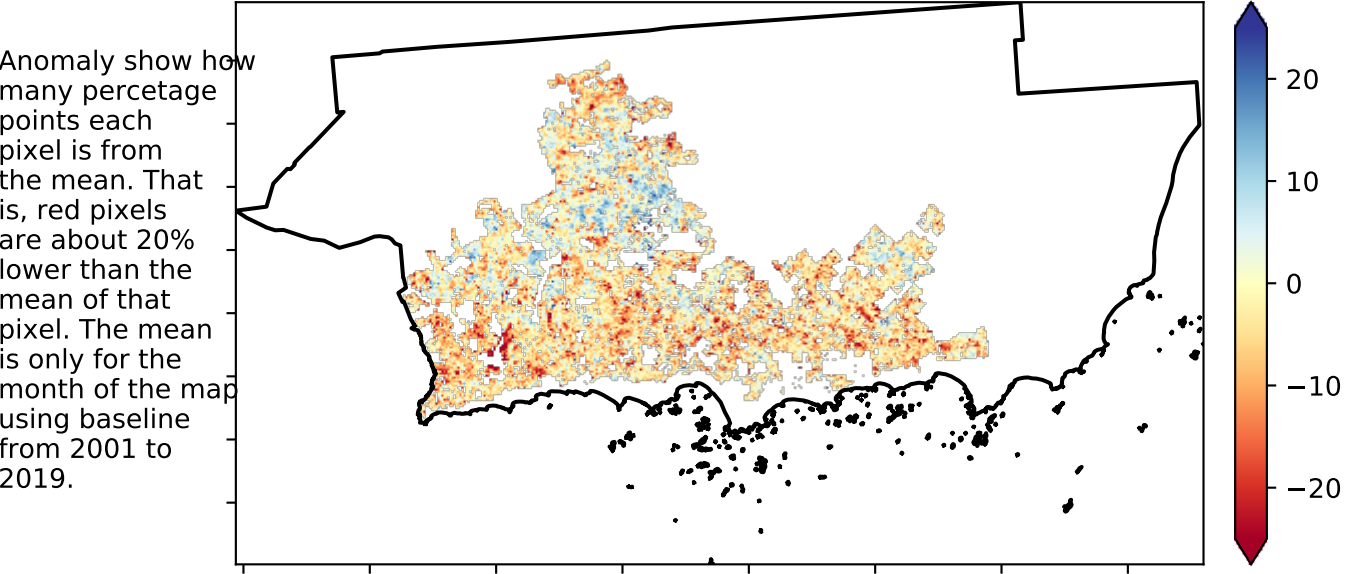 Anomaly show how
many percetage
points each
pixel is from
the mean. That
is, red pixels
are about 20%
lower than the
mean of that
pixel. The mean
is only for the
month of the map
using baseline
from 2001 to
2019.
20
10
0
−10
−20